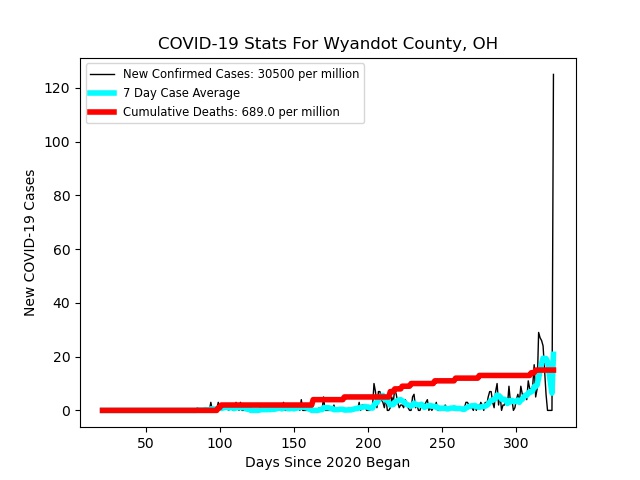 COVID-19 Stats For Wyandot County, OH
New Confirmed Cases: 30500 per million
7 Day Case Average
Cumulative Deaths: 689.0 per million
New COVID-19 Cases
120
100
80
60
40
20
0
50 100 150 200 250 300
Days Since 2020 Began